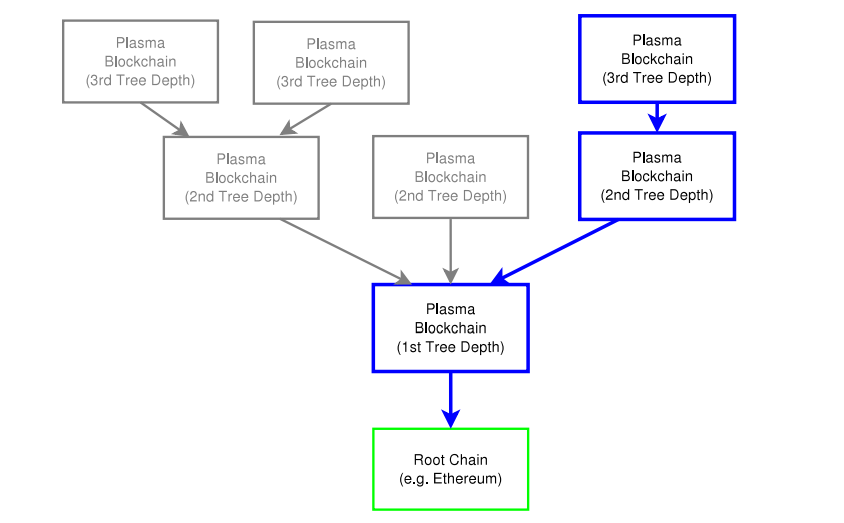 Plasma
Blockchain
(3rd Tree Depth)
Plasma
Blockchain
(3rd Tree Depth)
Plasma
Blockchain
(3rd Tree Depth)
Plasma
Blockchain
(2nd Tree Depth)
Plasma
Blockchain
(2nd Tree Depth)
Plasma
Blockchain
(2nd Tree Depth)
Plasma
Blockchain
(1st Tree Depth)
Root Chain
(e.g. Ethereum)